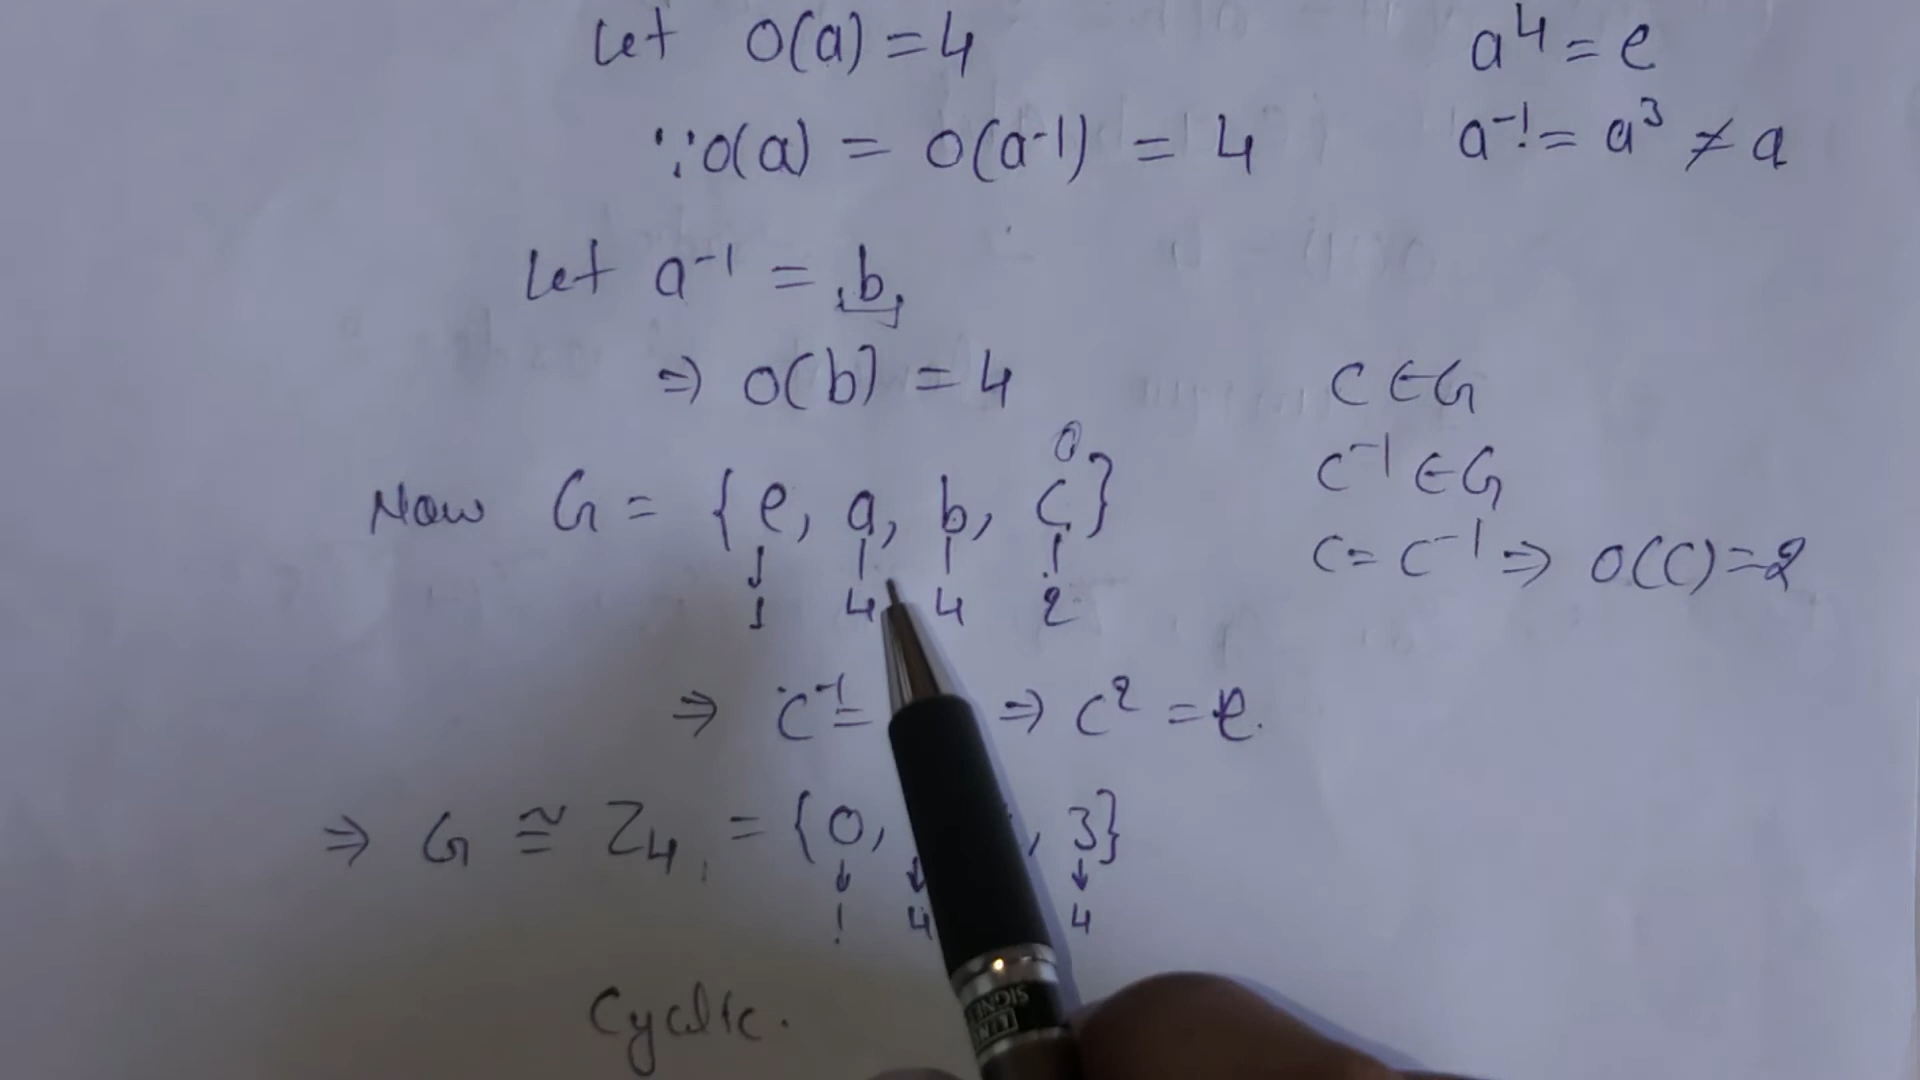 Let O(a) = 4
a⁴ = e
∵ O(a) = O(a-1) = 4
a⁻¹ = a³ ≠ a
Let a⁻¹ = b
⇒ O(b) = 4
C ∈ G
C⁻¹ ∈ G
Now G = {e, a, b, C}
C = C⁻¹ ⇒ O(C) = 2
1 4 4 2
⇒ C⁻¹ = ⇒ C² = e.
⇒ G ≅ Z₄ = {0, , 3}
1 4 4
Cyclic.